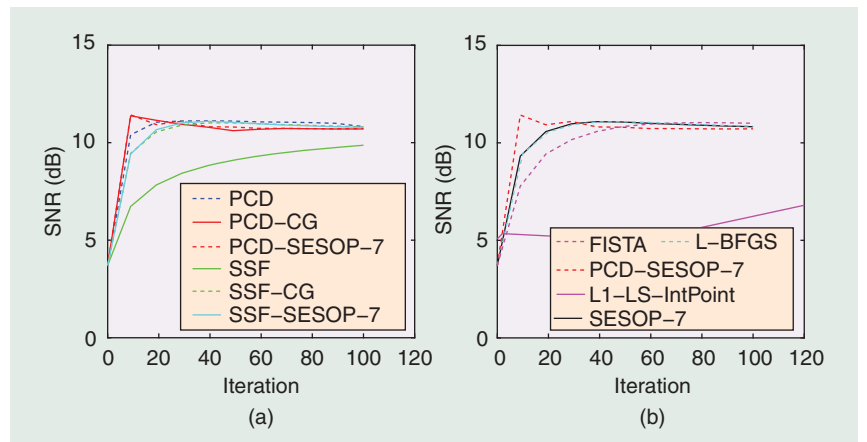 15
10
5
0
SNR (dB)
PCD
PCD–CG
PCD–SESOP–7
SSF
SSF–CG
SSF–SESOP–7
0 20 40 60 80 100 120
Iteration
(a)
15
10
5
0
SNR (dB)
FISTA L–BFGS
PCD–SESOP–7
L1–LS–IntPoint
SESOP–7
0 20 40 60 80 100 120
Iteration
(b)